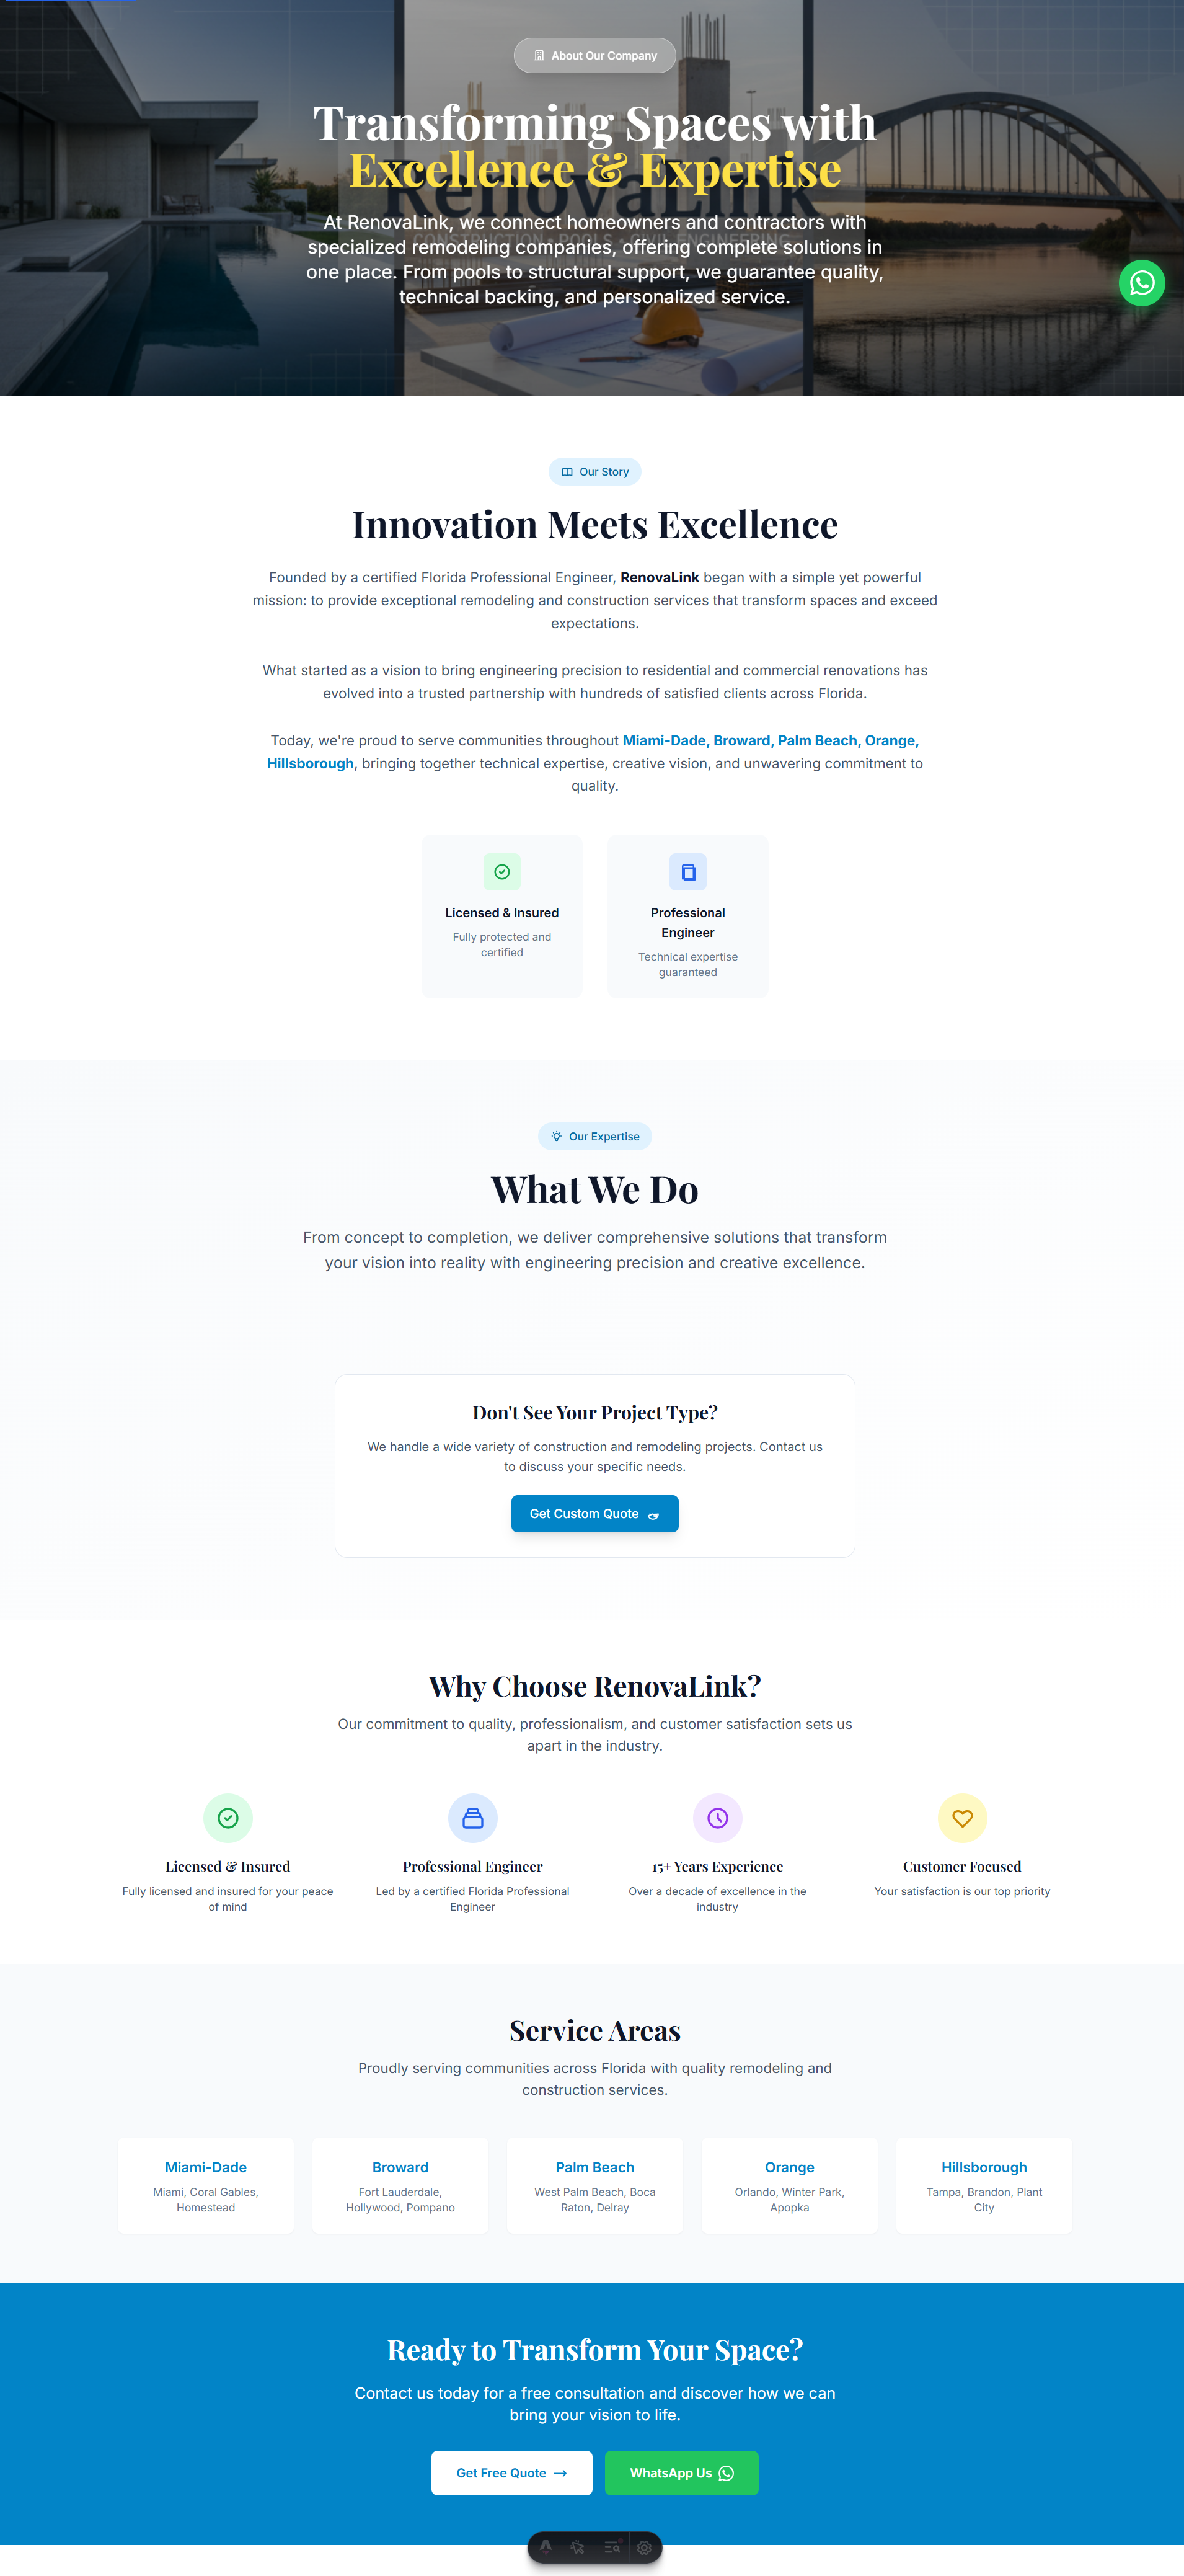 About Our Company
Transforming Spaces with
Excellence & Expertise
RenovaLink
CONSTRUCTION • POOLS • CIVIL ENGINEERING
At RenovaLink, we connect homeowners and contractors with
specialized remodeling companies, offering complete solutions in
one place. From pools to structural support, we guarantee quality,
technical backing, and personalized service.
Our Story
Innovation Meets Excellence
Founded by a certified Florida Professional Engineer, RenovaLink began with a simple yet powerful
mission: to provide exceptional remodeling and construction services that transform spaces and exceed
expectations.
What started as a vision to bring engineering precision to residential and commercial renovations has
evolved into a trusted partnership with hundreds of satisfied clients across Florida.
Today, we're proud to serve communities throughout Miami-Dade, Broward, Palm Beach, Orange,
Hillsborough, bringing together technical expertise, creative vision, and unwavering commitment to
quality.
Licensed & Insured
Fully protected and
certified
Professional
Engineer
Technical expertise
guaranteed
Our Expertise
What We Do
From concept to completion, we deliver comprehensive solutions that transform
your vision into reality with engineering precision and creative excellence.
Don't See Your Project Type?
We handle a wide variety of construction and remodeling projects. Contact us
to discuss your specific needs.
Get Custom Quote
Why Choose RenovaLink?
Our commitment to quality, professionalism, and customer satisfaction sets us
apart in the industry.
Licensed & Insured
Fully licensed and insured for your peace
of mind
Professional Engineer
Led by a certified Florida Professional
Engineer
15+ Years Experience
Over a decade of excellence in the
industry
Customer Focused
Your satisfaction is our top priority
Service Areas
Proudly serving communities across Florida with quality remodeling and
construction services.
Miami-Dade
Miami, Coral Gables,
Homestead
Broward
Fort Lauderdale,
Hollywood, Pompano
Palm Beach
West Palm Beach, Boca
Raton, Delray
Orange
Orlando, Winter Park,
Apopka
Hillsborough
Tampa, Brandon, Plant
City
Ready to Transform Your Space?
Contact us today for a free consultation and discover how we can
bring your vision to life.
Get Free Quote
WhatsApp Us